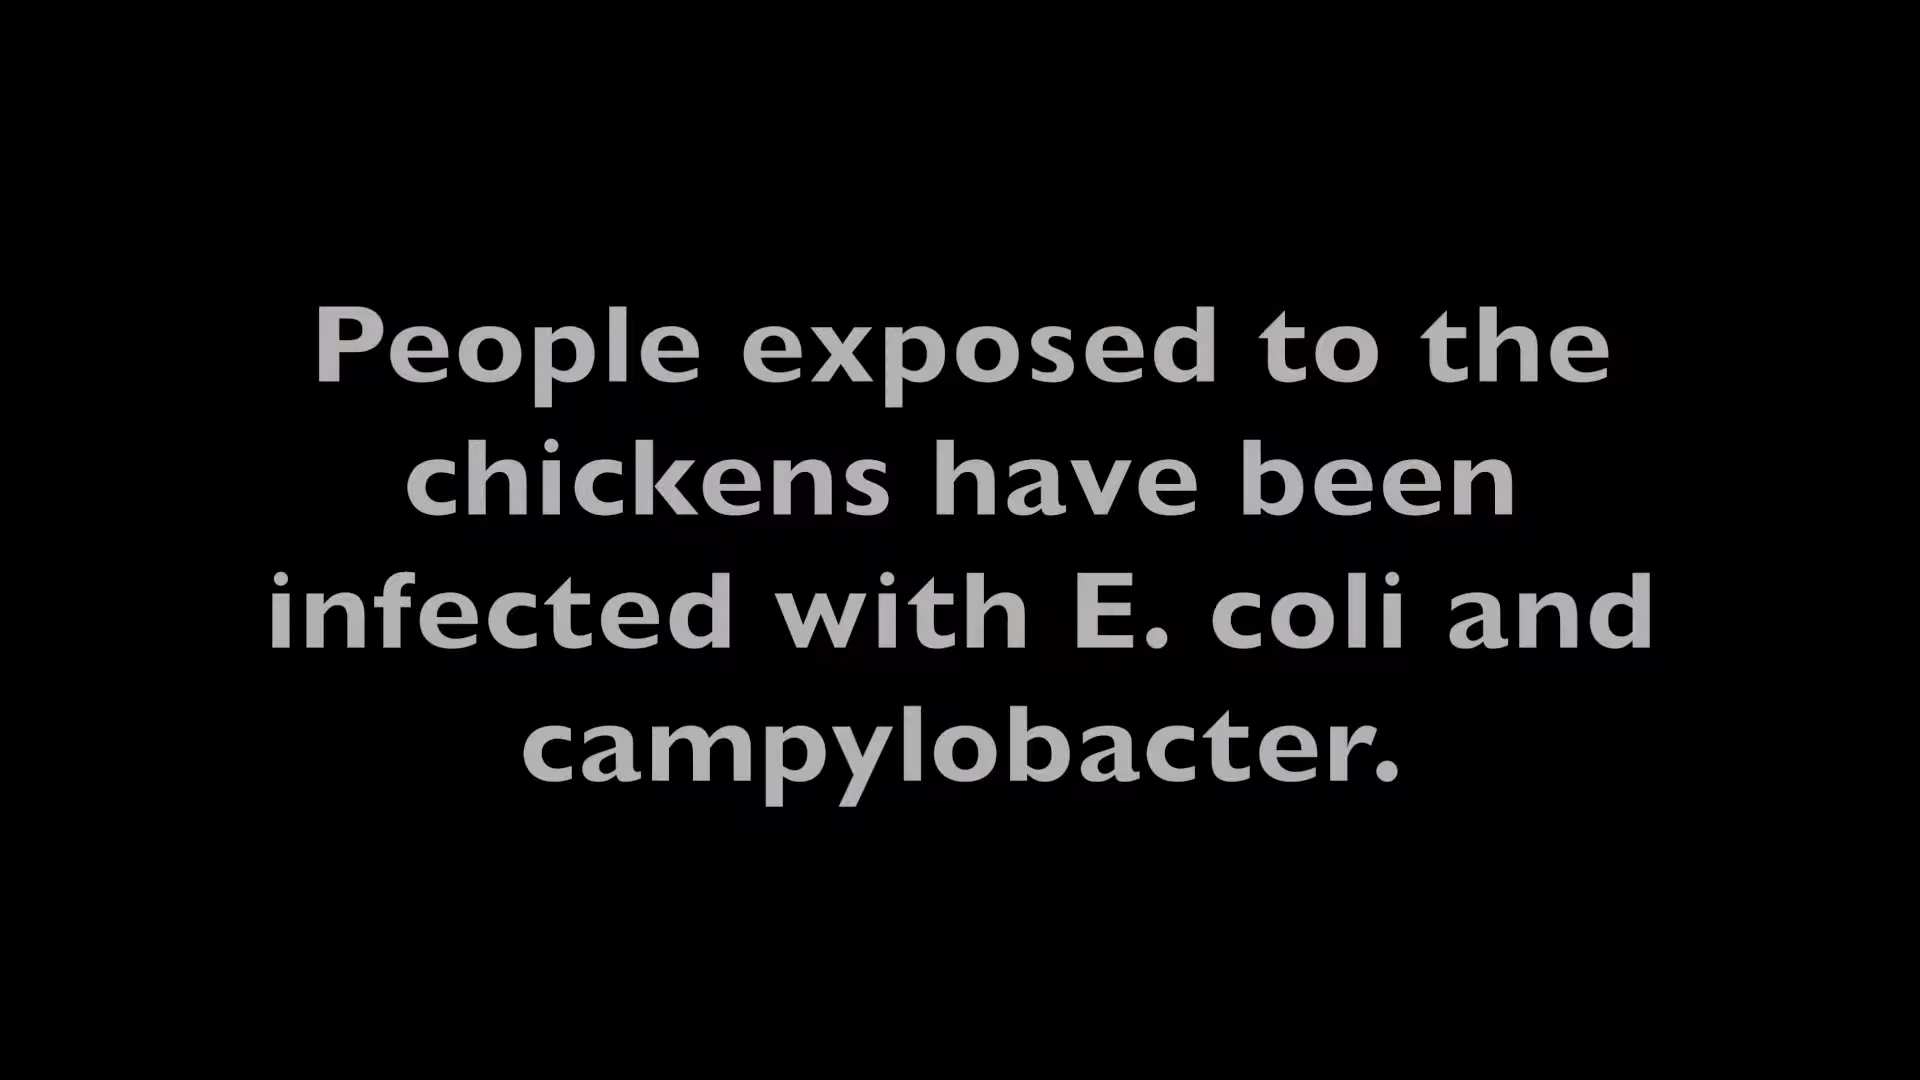 People exposed to the
chickens have been
infected with E. coli and
campylobacter.